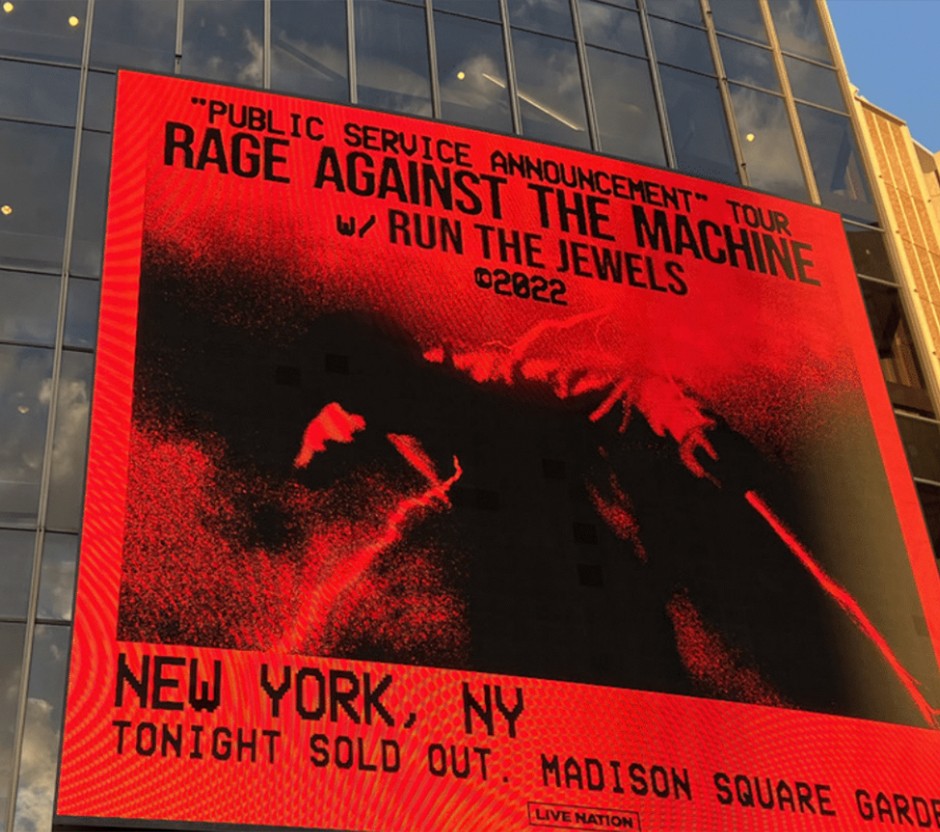 "PUBLIC SERVICE ANNOUNCEMENT" TOUR
RAGE AGAINST THE MACHINE
w/ RUN THE JEWELS
©2022
NEW YORK, NY
TONIGHT SOLD OUT. MADISON SQUARE GARDE
LIVE NATION